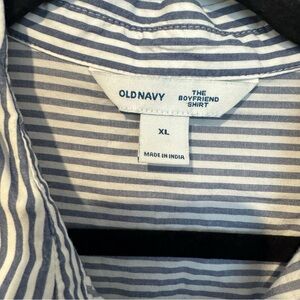 OLD NAVY
THE
BOYFRIEND
SHIRT
XL
MADE IN INDIA